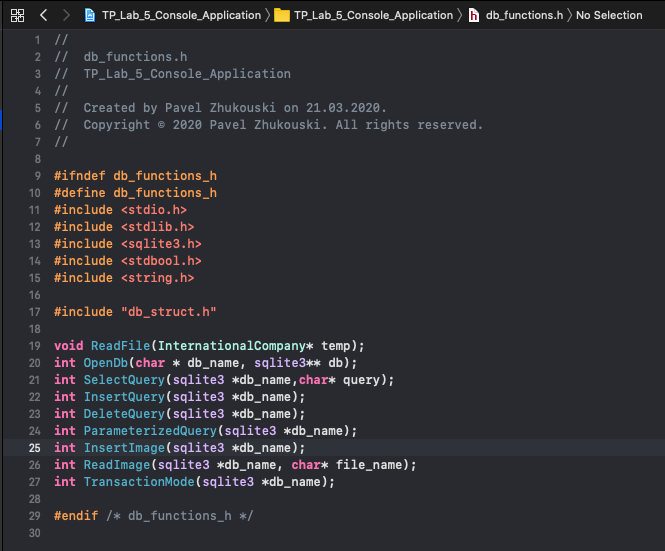 TP_Lab_5_Console_Application TP_Lab_5_Console_Application h db_functions.h No Selection
1 //
2 //  db_functions.h
3 //  TP_Lab_5_Console_Application
4 //
5 //  Created by Pavel Zhukouski on 21.03.2020.
6 //  Copyright © 2020 Pavel Zhukouski. All rights reserved.
7 //
8
9 #ifndef db_functions_h
10 #define db_functions_h
11 #include <stdio.h>
12 #include <stdlib.h>
13 #include <sqlite3.h>
14 #include <stdbool.h>
15 #include <string.h>
16
17 #include "db_struct.h"
18
19 void ReadFile(InternationalCompany* temp);
20 int OpenDb(char * db_name, sqlite3** db);
21 int SelectQuery(sqlite3 *db_name,char* query);
22 int InsertQuery(sqlite3 *db_name);
23 int DeleteQuery(sqlite3 *db_name);
24 int ParameterizedQuery(sqlite3 *db_name);
25 int InsertImage(sqlite3 *db_name);
26 int ReadImage(sqlite3 *db_name, char* file_name);
27 int TransactionMode(sqlite3 *db_name);
28
29 #endif /* db_functions_h */
30